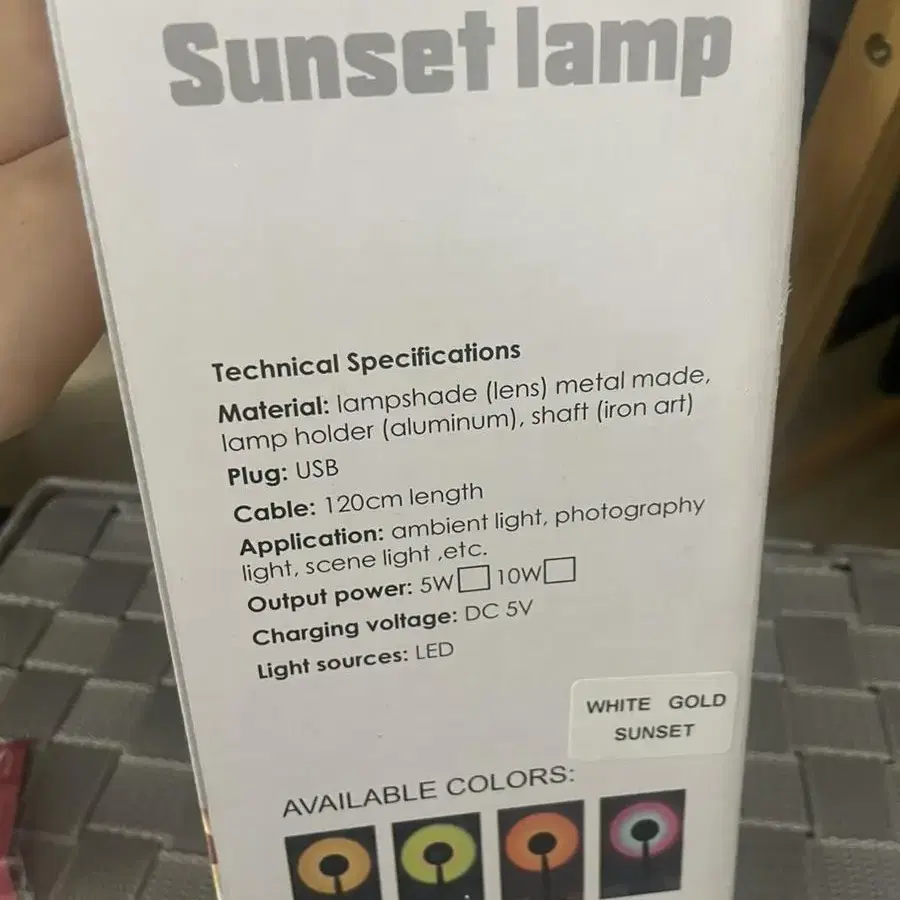 Sunset lamp
Technical Specifications
Material: lampshade (lens) metal made,
lamp holder (aluminum), shaft (iron art)
Plug: USB
Cable: 120cm length
Application: ambient light, photography
light, scene light ,etc.
Output power: 5W□ 10W□
Charging voltage: DC 5V
Light sources: LED
WHITE GOLD
SUNSET
AVAILABLE COLORS: